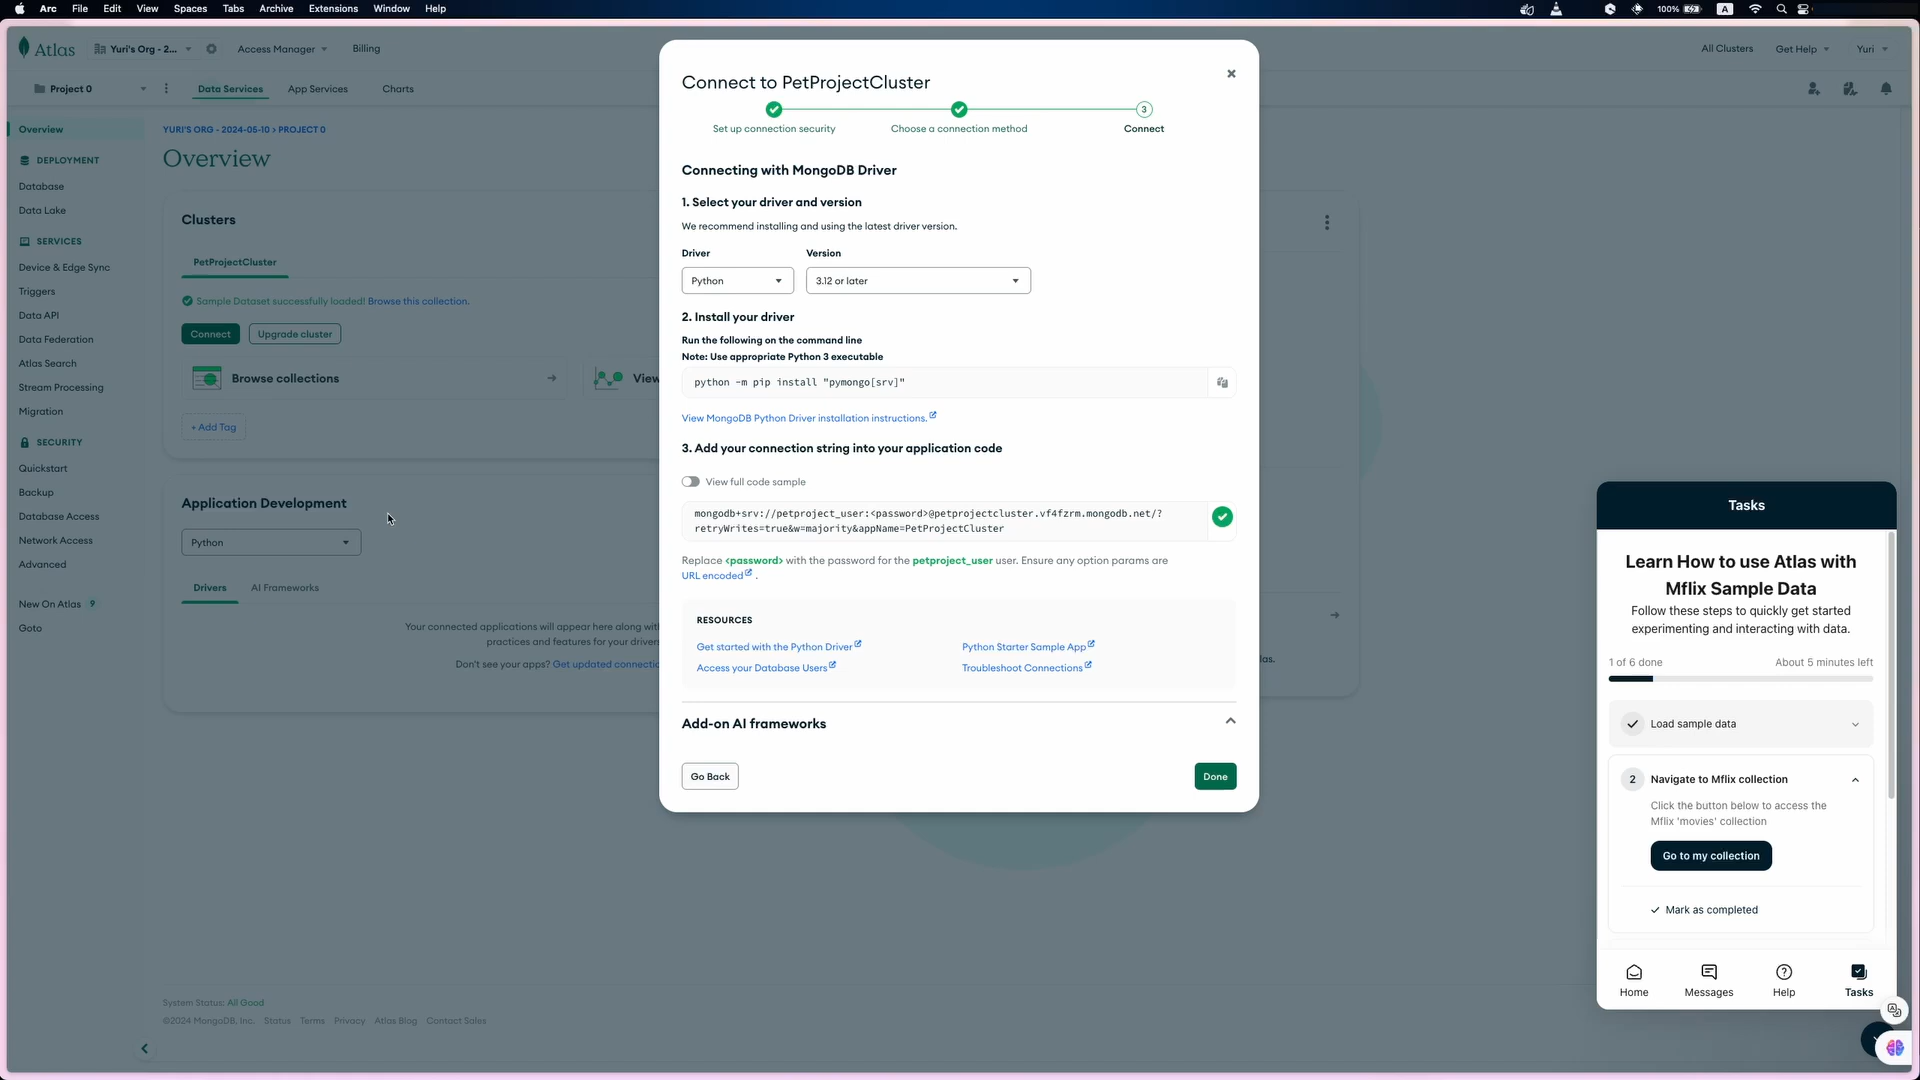 Arc File Edit View Spaces Tabs Archive Extensions Window Help
100%
A
Atlas
Yuri's Org - 2...
Access Manager
Billing
All Clusters
Get Help
Yuri
Project 0
Data Services
App Services
Charts
Overview
DEPLOYMENT
Database
Data Lake
SERVICES
Device & Edge Sync
Triggers
Data API
Data Federation
Atlas Search
Stream Processing
Migration
SECURITY
Quickstart
Backup
Database Access
Network Access
Advanced
New On Atlas 9
Goto
YURI'S ORG - 2024-05-10 > PROJECT 0
Overview
Clusters
PetProjectCluster
Sample Dataset successfully loaded! Browse this collection.
Connect
Upgrade cluster
Browse collections
View
+ Add Tag
Application Development
Python
Drivers
AI Frameworks
Your connected applications will appear here along with
practices and features for your driver
Don't see your apps? Get updated connectio
las.
System Status: All Good
©2024 MongoDB, Inc. Status Terms Privacy Atlas Blog Contact Sales
Connect to PetProjectCluster
3
Set up connection security
Choose a connection method
Connect
Connecting with MongoDB Driver
1. Select your driver and version
We recommend installing and using the latest driver version.
Driver
Version
Python
3.12 or later
2. Install your driver
Run the following on the command line
Note: Use appropriate Python 3 executable
python -m pip install "pymongo[srv]"
View MongoDB Python Driver installation instructions.
3. Add your connection string into your application code
View full code sample
mongodb+srv://petproject_user:<password>@petprojectcluster.vf4fzrm.mongodb.net/?
retryWrites=true&w=majority&appName=PetProjectCluster
Replace <password> with the password for the petproject_user user. Ensure any option params are
URL encoded .
RESOURCES
Get started with the Python Driver
Python Starter Sample App
Access your Database Users
Troubleshoot Connections
Add-on AI frameworks
Go Back
Done
Tasks
Learn How to use Atlas with
Mflix Sample Data
Follow these steps to quickly get started
experimenting and interacting with data.
1 of 6 done
About 5 minutes left
Load sample data
2 Navigate to Mflix collection
Click the button below to access the
Mflix 'movies' collection
Go to my collection
Mark as completed
Home
Messages
Help
Tasks